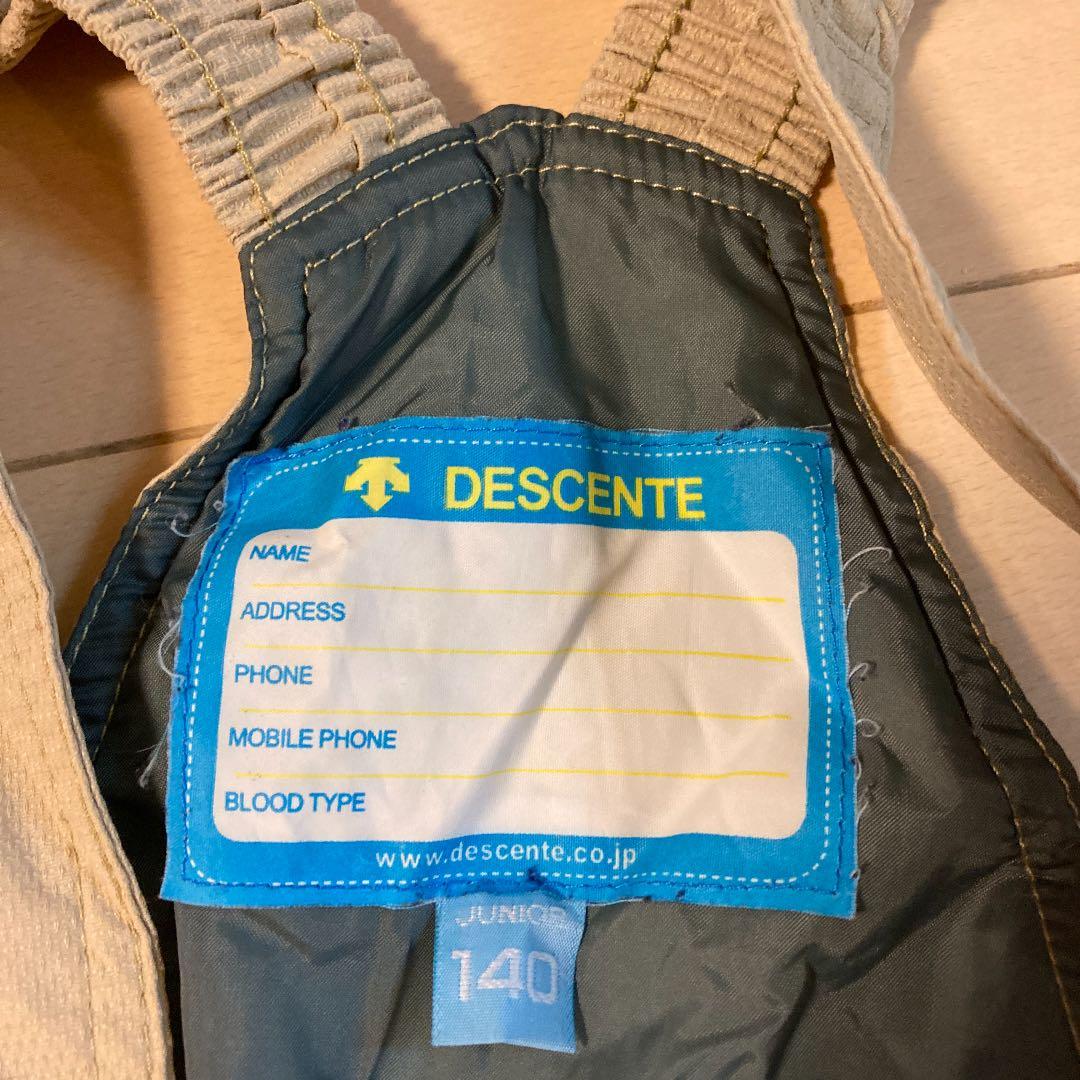 DESCENTE
NAME
ADDRESS
PHONE
MOBILE PHONE
BLOOD TYPE
www.descente.co.jp
JUNIOR
140